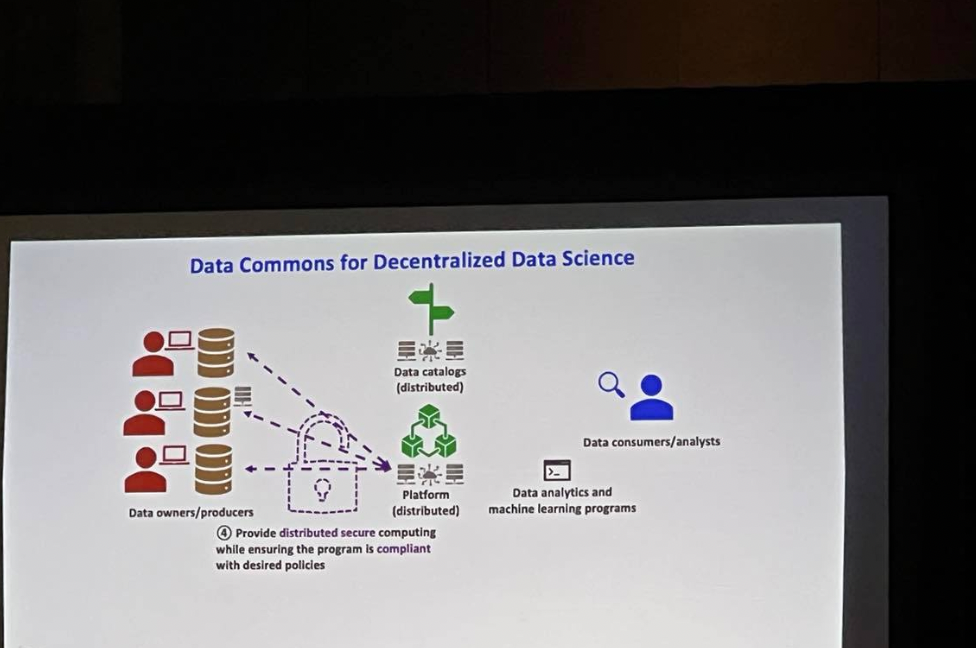 Data Commons for Decentralized Data Science
Data catalogs
(distributed)
Data consumers/analysts
>_
Platform
(distributed)
Data analytics and
machine learning programs
Data owners/producers
④ Provide distributed secure computing
while ensuring the program is compliant
with desired policies